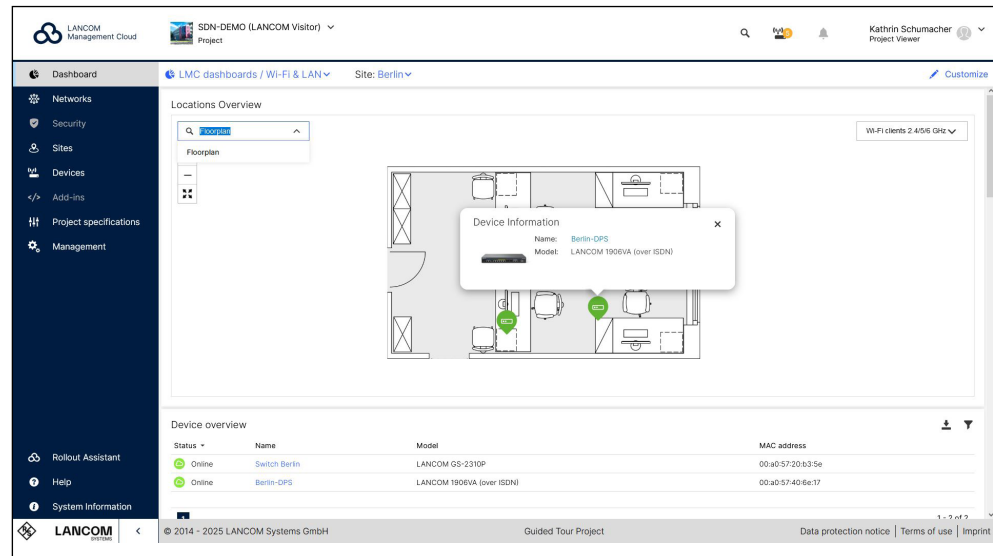 LANCOM
Management Cloud
SDN-DEMO (LANCOM Visitor)
Project
Kathrin Schumacher
Project Viewer
Dashboard
Networks
Security
Sites
Devices
Add-ins
Project specifications
Management
Rollout Assistant
Help
System Information
LMC dashboards / Wi-Fi & LAN Site: Berlin
Customize
Locations Overview
Floorplan
Floorplan
Wi-Fi clients 2.4/5/6 GHz
Device Information
Name: Berlin-DPS
Model: LANCOM 1906VA (over ISDN)
Device overview
Status Name Model MAC address
Online Switch Berlin LANCOM GS-2310P 00:a0:57:20:b3:5e
Online Berlin-DPS LANCOM 1906VA (over ISDN) 00:a0:57:40:6e:17
1 1 - 2 of 2
LANCOM
SYSTEMS
© 2014 - 2025 LANCOM Systems GmbH Guided Tour Project Data protection notice | Terms of use | Imprint